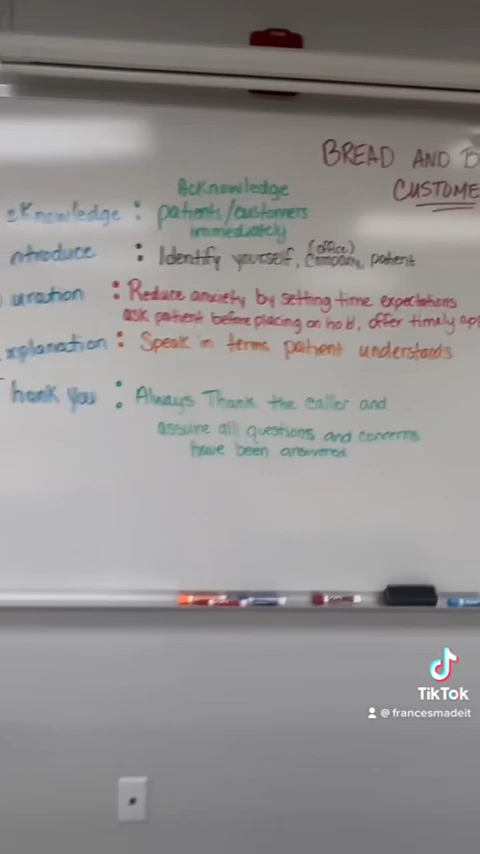 BREAD AND B
CUSTOME
cknowledge : Acknowledge
patients/customers
immediately
ntroduce : Identify yourself, (office) company, patient
uration : Reduce anxiety by setting time expectations
ask patient before placing on hold, offer timely ap
xplanation : Speak in terms patient understands
hank you : Always Thank the caller and
assure all questions and concerns
have been answered
TikTok
@francesmadeit